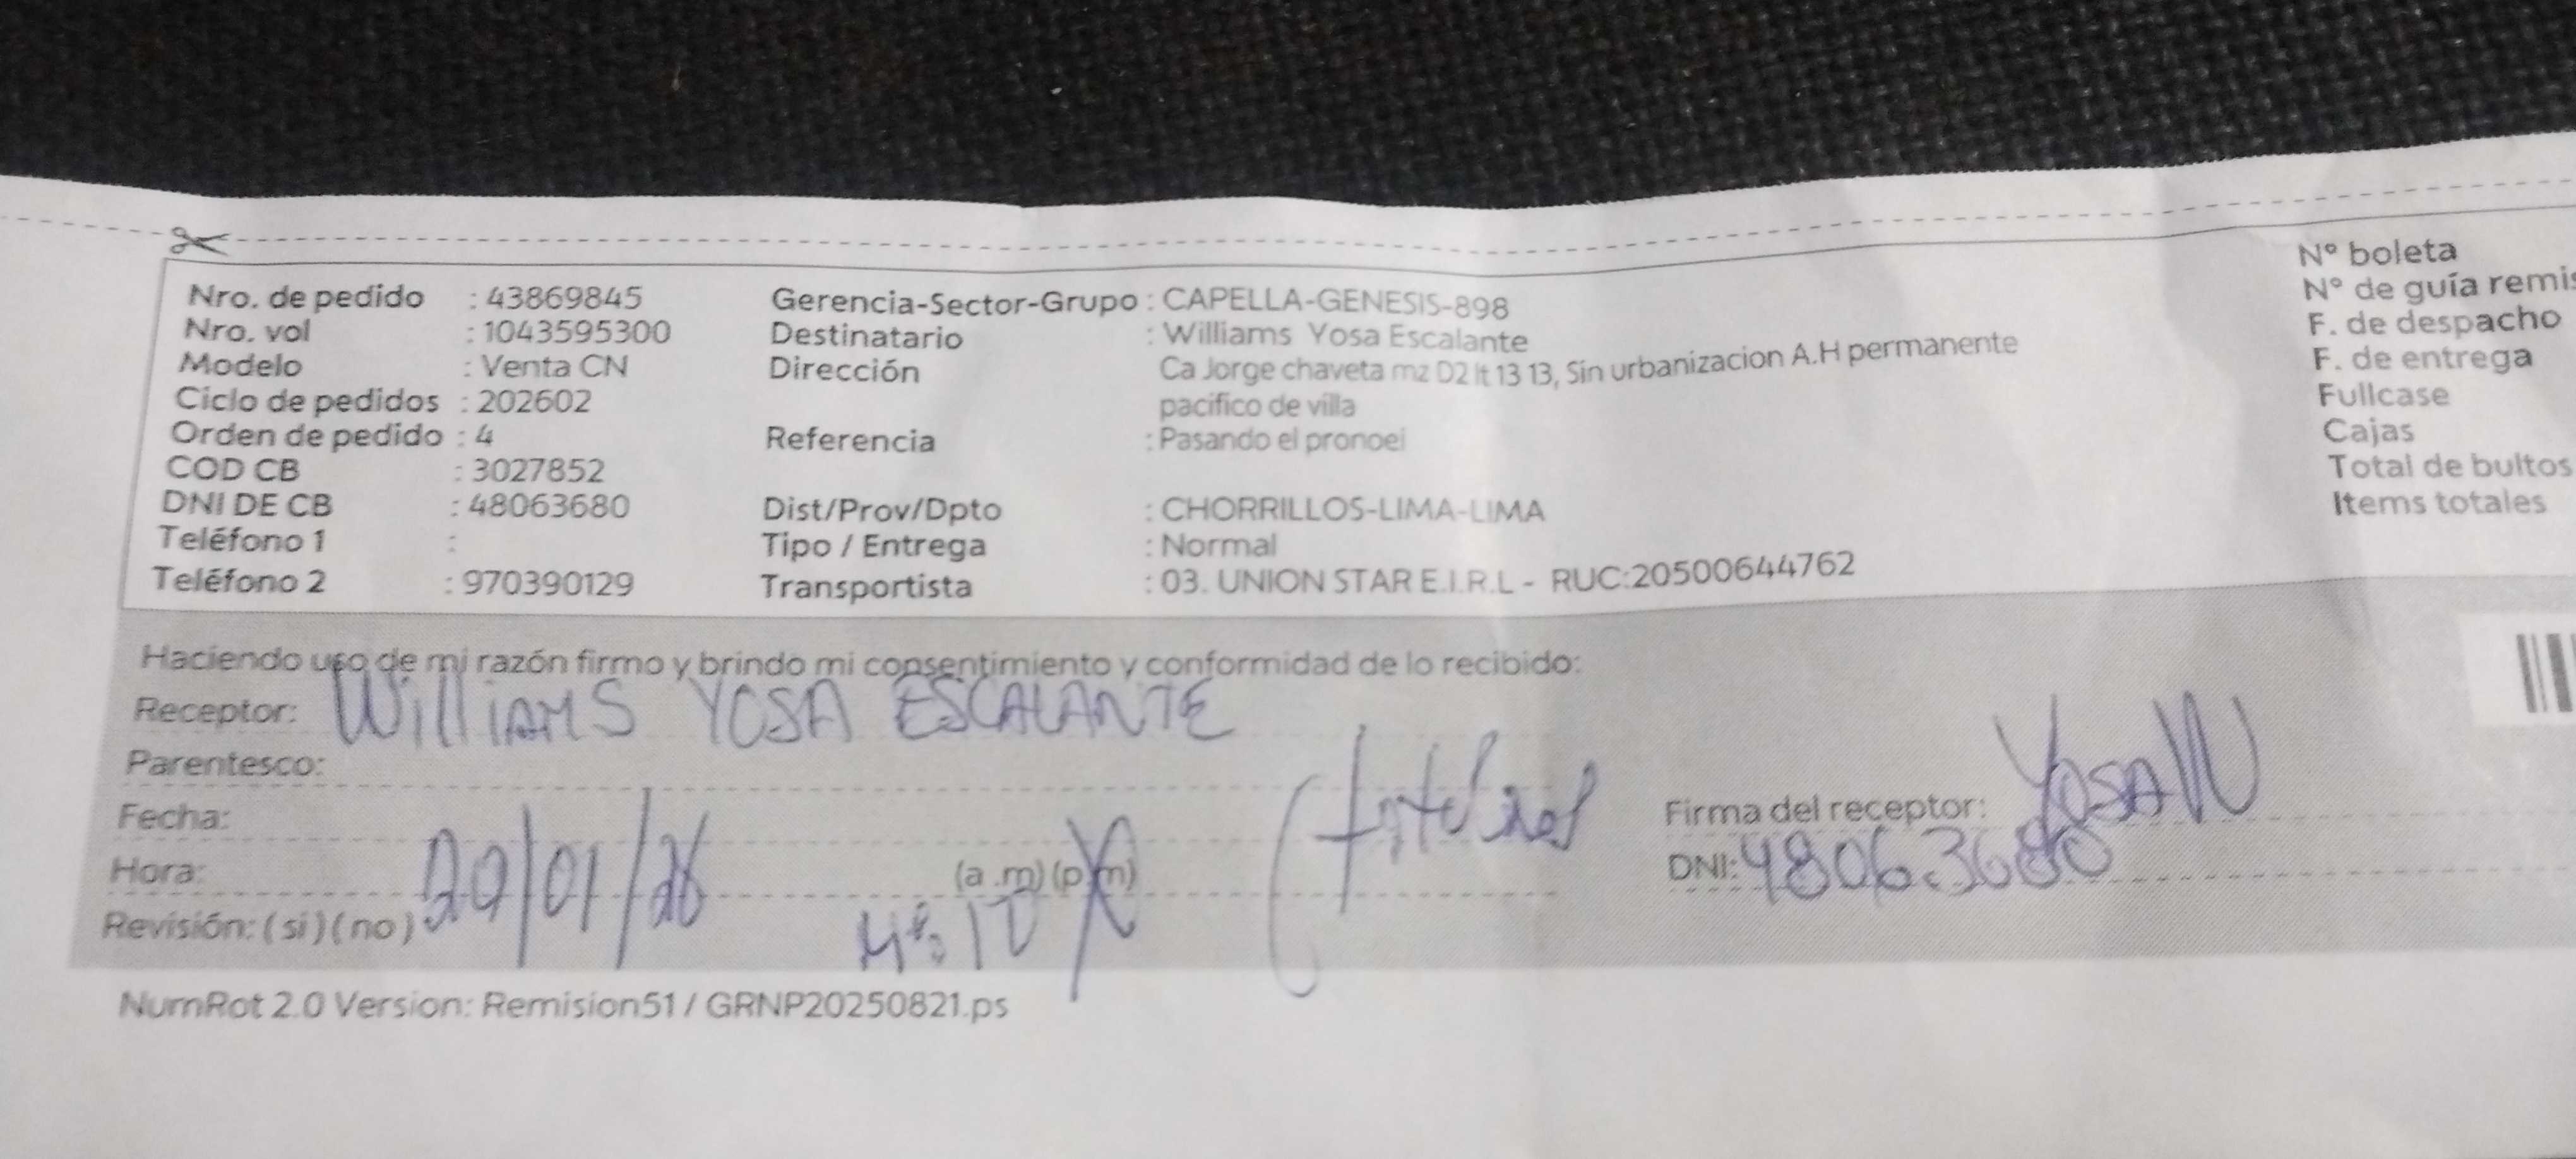 Nro. de pedido : 43869845
Nro. vol : 1043595300
Modelo : Venta CN
Ciclo de pedidos : 202602
Orden de pedido : 4
COD CB : 3027852
DNI DE CB : 48063680
Teléfono 1 :
Teléfono 2 : 970390129
Gerencia-Sector-Grupo : CAPELLA-GENESIS-898
Destinatario : Williams Yosa Escalante
Dirección Ca Jorge chaveta mz D2 lt 13 13, Sin urbanizacion A.H permanente
pacifico de villa
Referencia : Pasando el pronoei
Dist/Prov/Dpto : CHORRILLOS-LIMA-LIMA
Tipo / Entrega : Normal
Transportista : 03. UNION STAR E.I.R.L - RUC:20500644762
Nº boleta
Nº de guía remis
F. de despacho
F. de entrega
Fullcase
Cajas
Total de bultos
Items totales
Haciendo uso de mi razón firmo y brindo mi consentimiento y conformidad de lo recibido:
Receptor: WilliAMS YOSA ESCALANTE
Parentesco:
Fecha:
Hora: (a .m) (p.m)
Revisión: ( si ) ( no ) 20/01/26
Firma del receptor: YOSA W
DNI: 48063680
NumRot 2.0 Version: Remision51 / GRNP20250821.ps